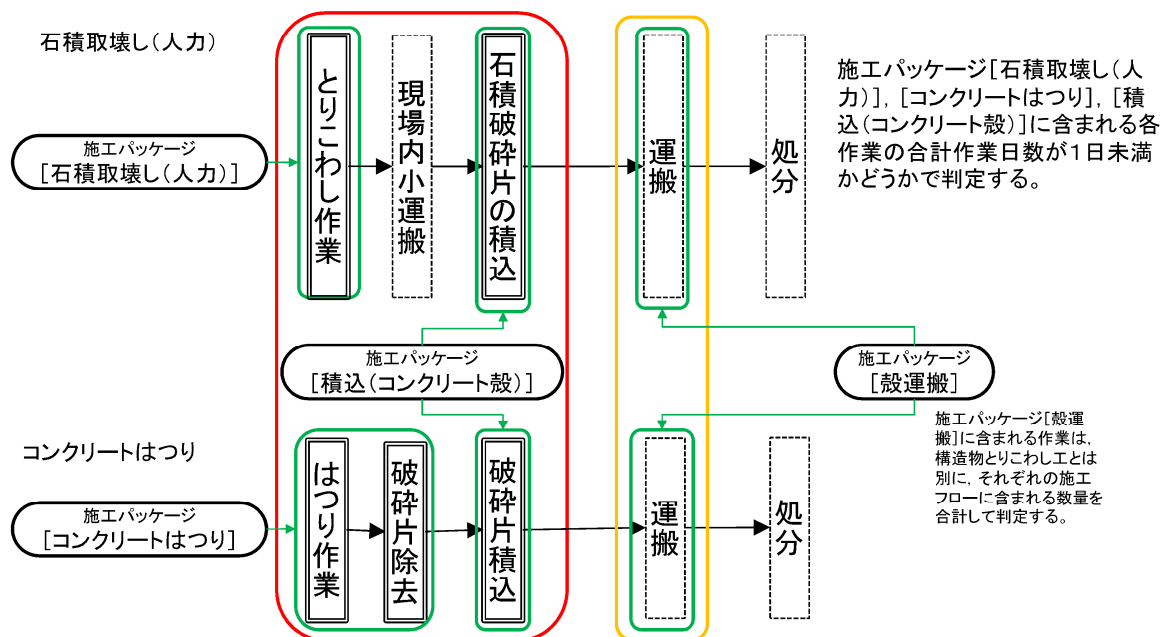 石積取壊し（人力）
施工パッケージ
［石積取壊し（人力）］
とりこわし作業
現場内小運搬
石積破砕片の積込
運搬
処分
施工パッケージ［石積取壊し（人
力）］，［コンクリートはつり］，［積
込（コンクリート殻）］に含まれる各
作業の合計作業日数が１日未満
かどうかで判定する。
施工パッケージ
［積込（コンクリート殻）］
施工パッケージ
［殻運搬］
コンクリートはつり
施工パッケージ
［コンクリートはつり］
はつり作業
破砕片除去
破砕片積込
運搬
処分
施工パッケージ［殻運
搬］に含まれる作業は，
構造物とりこわし工とは
別に，それぞれの施工
フローに含まれる数量を
合計して判定する。